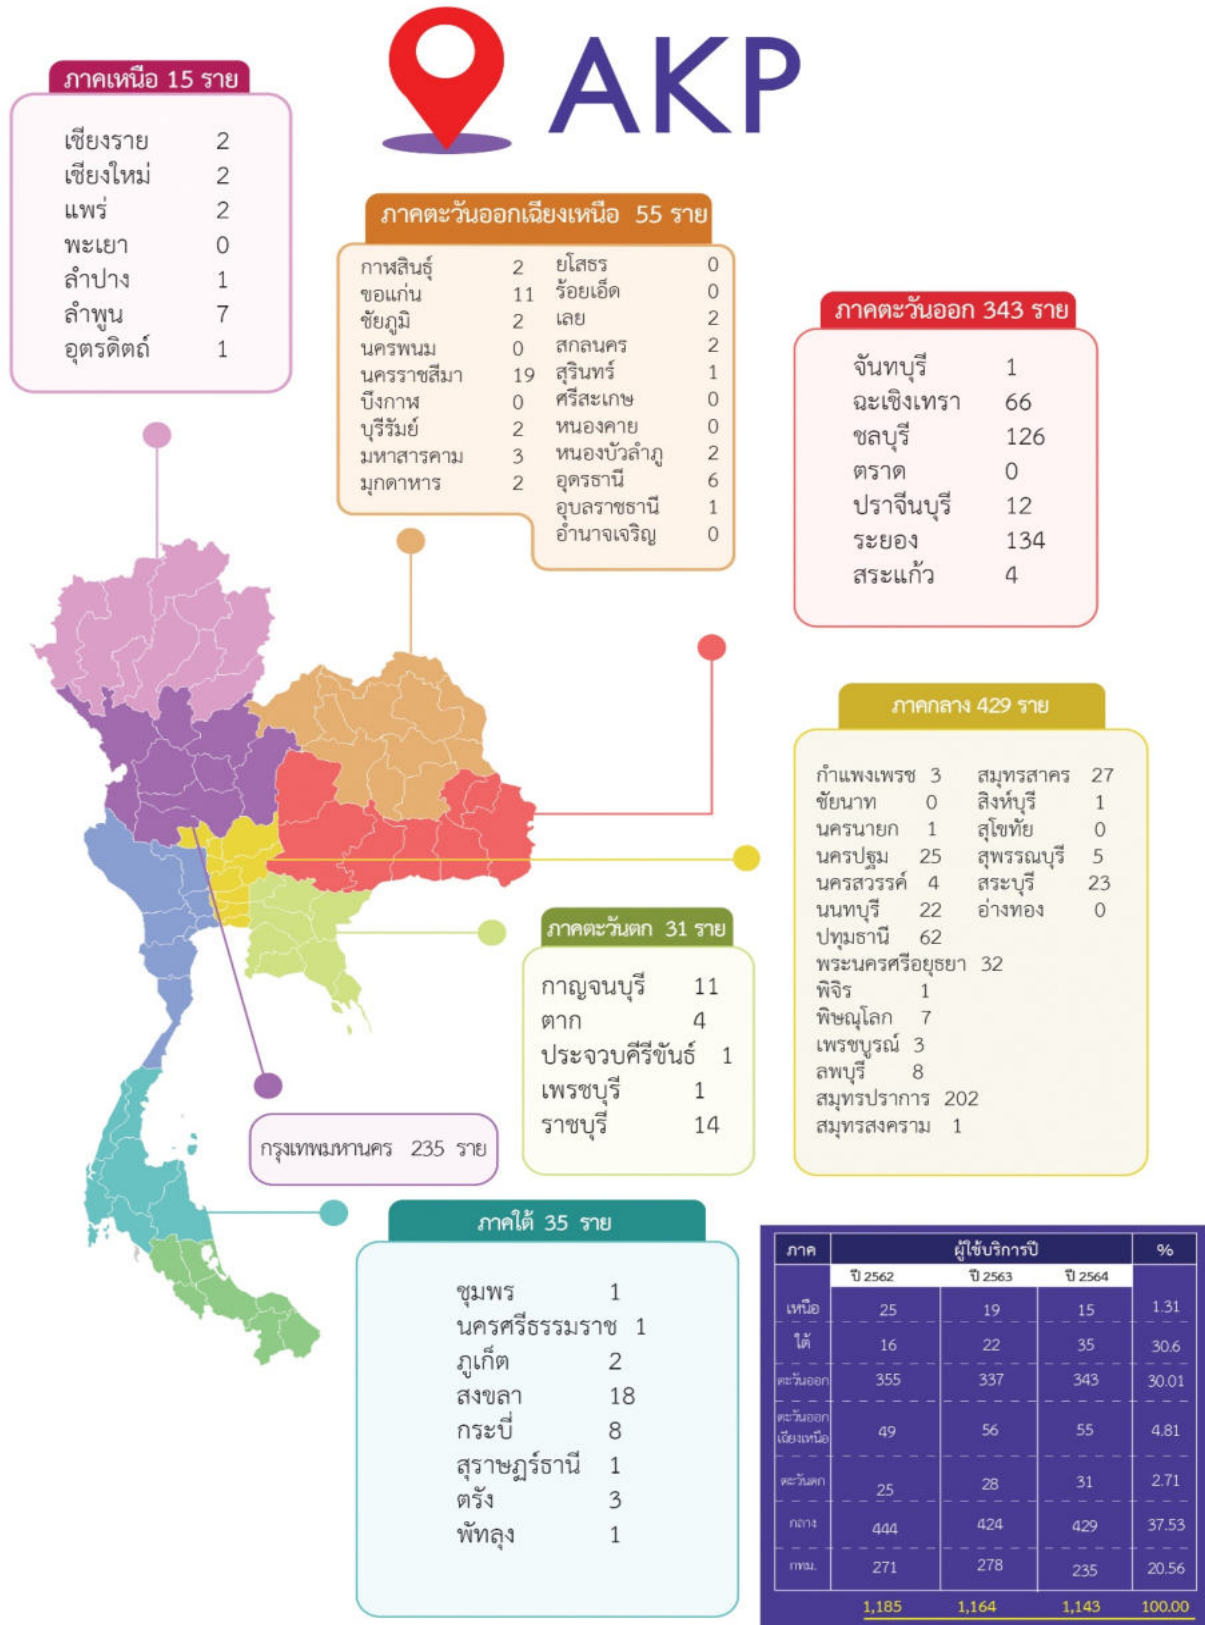 AKP
ภาคเหนือ 15 ราย
เชียงราย 2
เชียงใหม่ 2
แพร่ 2
พะเยา 0
ลำปาง 1
ลำพูน 7
อุตรดิตถ์ 1
ภาคตะวันออกเฉียงเหนือ 55 ราย
กาฬสินธุ์ 2
ขอแก่น 11
ชัยภูมิ 2
นครพนม 0
นครราชสีมา 19
บึงกาฬ 0
บุรีรัมย์ 2
มหาสารคาม 3
มุกดาหาร 2
ยโสธร 0
ร้อยเอ็ด 0
เลย 2
สกลนคร 2
สุรินทร์ 1
ศรีสะเกษ 0
หนองคาย 0
หนองบัวลำภู 2
อุดรธานี 6
อุบลราชธานี 1
อำนาจเจริญ 0
ภาคตะวันออก 343 ราย
จันทบุรี 1
ฉะเชิงเทรา 66
ชลบุรี 126
ตราด 0
ปราจีนบุรี 12
ระยอง 134
สระแก้ว 4
ภาคกลาง 429 ราย
กำแพงเพรช 3
ชัยนาท 0
นครนายก 1
นครปฐม 25
นครสวรรค์ 4
นนทบุรี 22
ปทุมธานี 62
พระนครศรีอยุธยา 32
พิจิร 1
พิษณุโลก 7
เพรชบูรณ์ 3
ลพบุรี 8
สมุทรปราการ 202
สมุทรสงคราม 1
สมุทรสาคร 27
สิงห์บุรี 1
สุโขทัย 0
สุพรรณบุรี 5
สระบุรี 23
อ่างทอง 0
ภาคตะวันตก 31 ราย
กาญจนบุรี 11
ตาก 4
ประจวบคีรีขันธ์ 1
เพรชบุรี 1
ราชบุรี 14
กรุงเทพมหานคร 235 ราย
ภาคใต้ 35 ราย
ชุมพร 1
นครศรีธรรมราช 1
ภูเก็ต 2
สงขลา 18
กระบี่ 8
สุราษฎร์ธานี 1
ตรัง 3
พัทลุง 1
ภาค ผู้ใช้บริการปี %
ปี 2562 ปี 2563 ปี 2564
เหนือ 25 19 15 1.31
ใต้ 16 22 35 30.6
ตะวันออก 355 337 343 30.01
ตะวันออก
เฉียงเหนือ 49 56 55 4.81
ตะวันตก 25 28 31 2.71
กลาง 444 424 429 37.53
กทม. 271 278 235 20.56
1,185 1,164 1,143 100.00